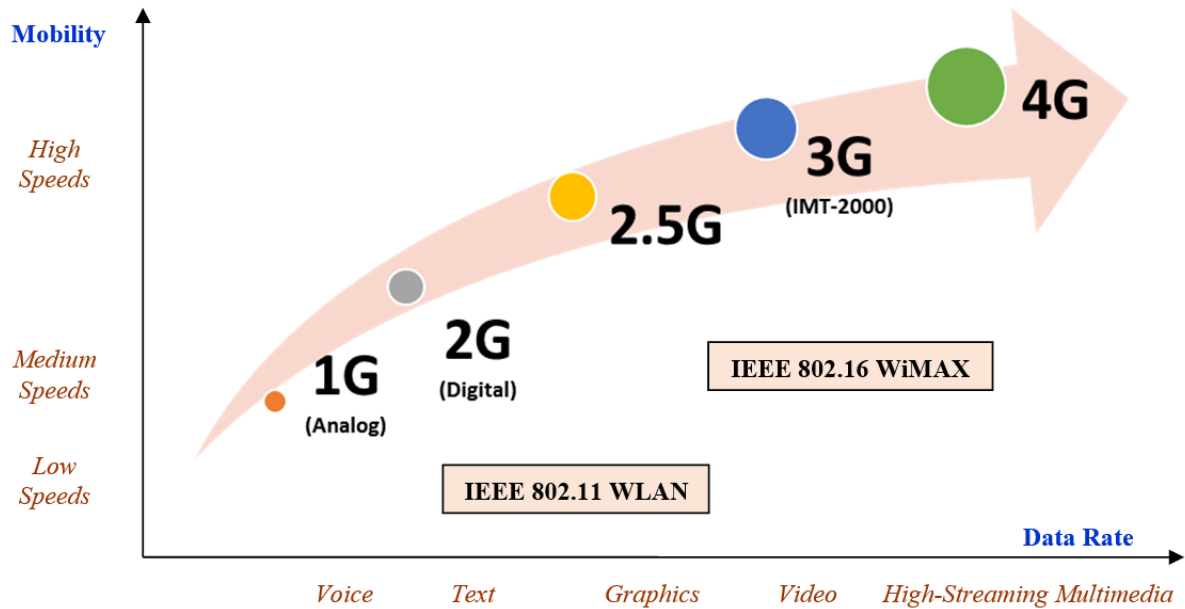 Mobility
High
Speeds
Medium
Speeds
Low
Speeds
4G
3G
(IMT-2000)
2.5G
2G
(Digital)
1G
(Analog)
IEEE 802.16 WiMAX
IEEE 802.11 WLAN
Data Rate
Voice Text Graphics Video High-Streaming Multimedia